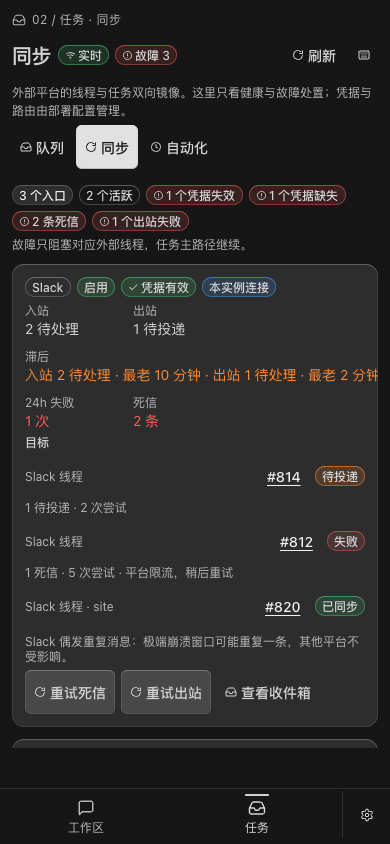 02 / 任务 · 同步
同步 实时 故障 3 刷新
外部平台的线程与任务双向镜像。这里只看健康与故障处置；凭据与
路由由部署配置管理。
队列 同步 自动化
3 个入口 2 个活跃 1 个凭据失效 1 个凭据缺失
2 条死信 1 个出站失败
故障只阻塞对应外部线程，任务主路径继续。
Slack 启用 凭据有效 本实例连接
入站 出站
2 待处理 1 待投递
滞后
入站 2 待处理 · 最老 10 分钟 · 出站 1 待处理 · 最老 2 分钟
24h 失败 死信
1 次 2 条
目标
Slack 线程 #814 待投递
1 待投递 · 2 次尝试
Slack 线程 #812 失败
1 死信 · 5 次尝试 · 平台限流，稍后重试
Slack 线程 · site #820 已同步
Slack 偶发重复消息：极端崩溃窗口可能重复一条，其他平台不
受影响。
重试死信 重试出站 查看收件箱
工作区 任务